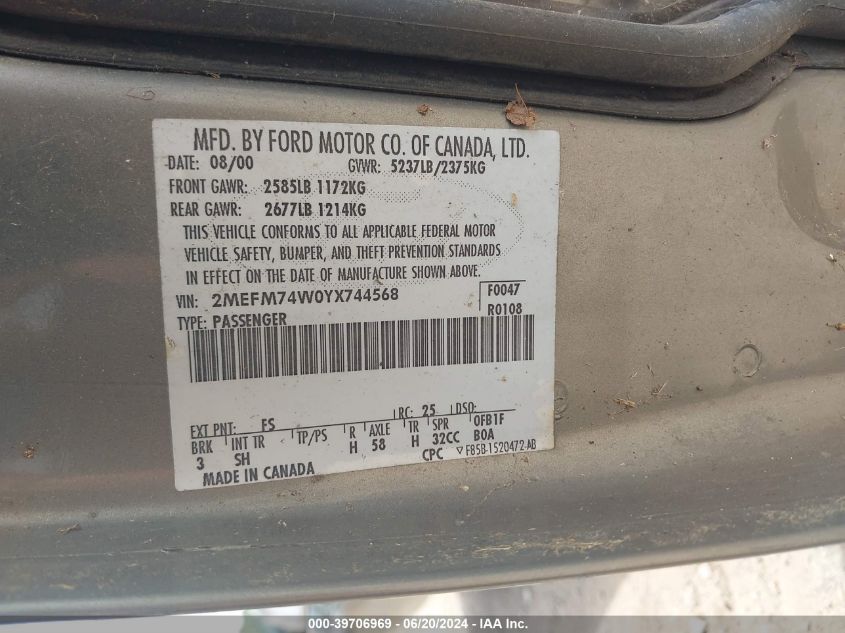 MFD. BY FORD MOTOR CO. OF CANADA, LTD.
DATE: 08/00 GVWR: 5237LB/2375KG
FRONT GAWR: 2585LB 1172KG
REAR GAWR: 2677LB 1214KG
THIS VEHICLE CONFORMS TO ALL APPLICABLE FEDERAL MOTOR
VEHICLE SAFETY, BUMPER, AND THEFT PREVENTION STANDARDS
IN EFFECT ON THE DATE OF MANUFACTURE SHOWN ABOVE.
VIN: 2MEFM74W0YX744568 F0047
TYPE: PASSENGER R0108
EXT PNT: FS RC: 25 DSO:
BRK INT TR TP/PS R AXLE TR SPR 0FB1F
3 SH H 58 H 32CC BOA
MADE IN CANADA CPC ▽ F85B-1520472-AB
000-39706969 - 06/20/2024 - IAA Inc.